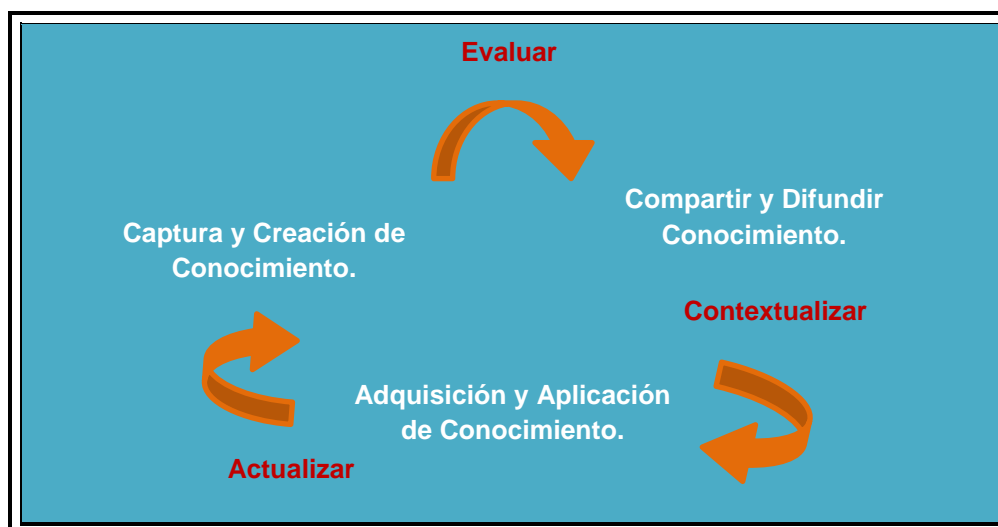 Evaluar
Compartir y Difundir
Conocimiento.
Captura y Creación de
Conocimiento.
Contextualizar
Adquisición y Aplicación
de Conocimiento.
Actualizar